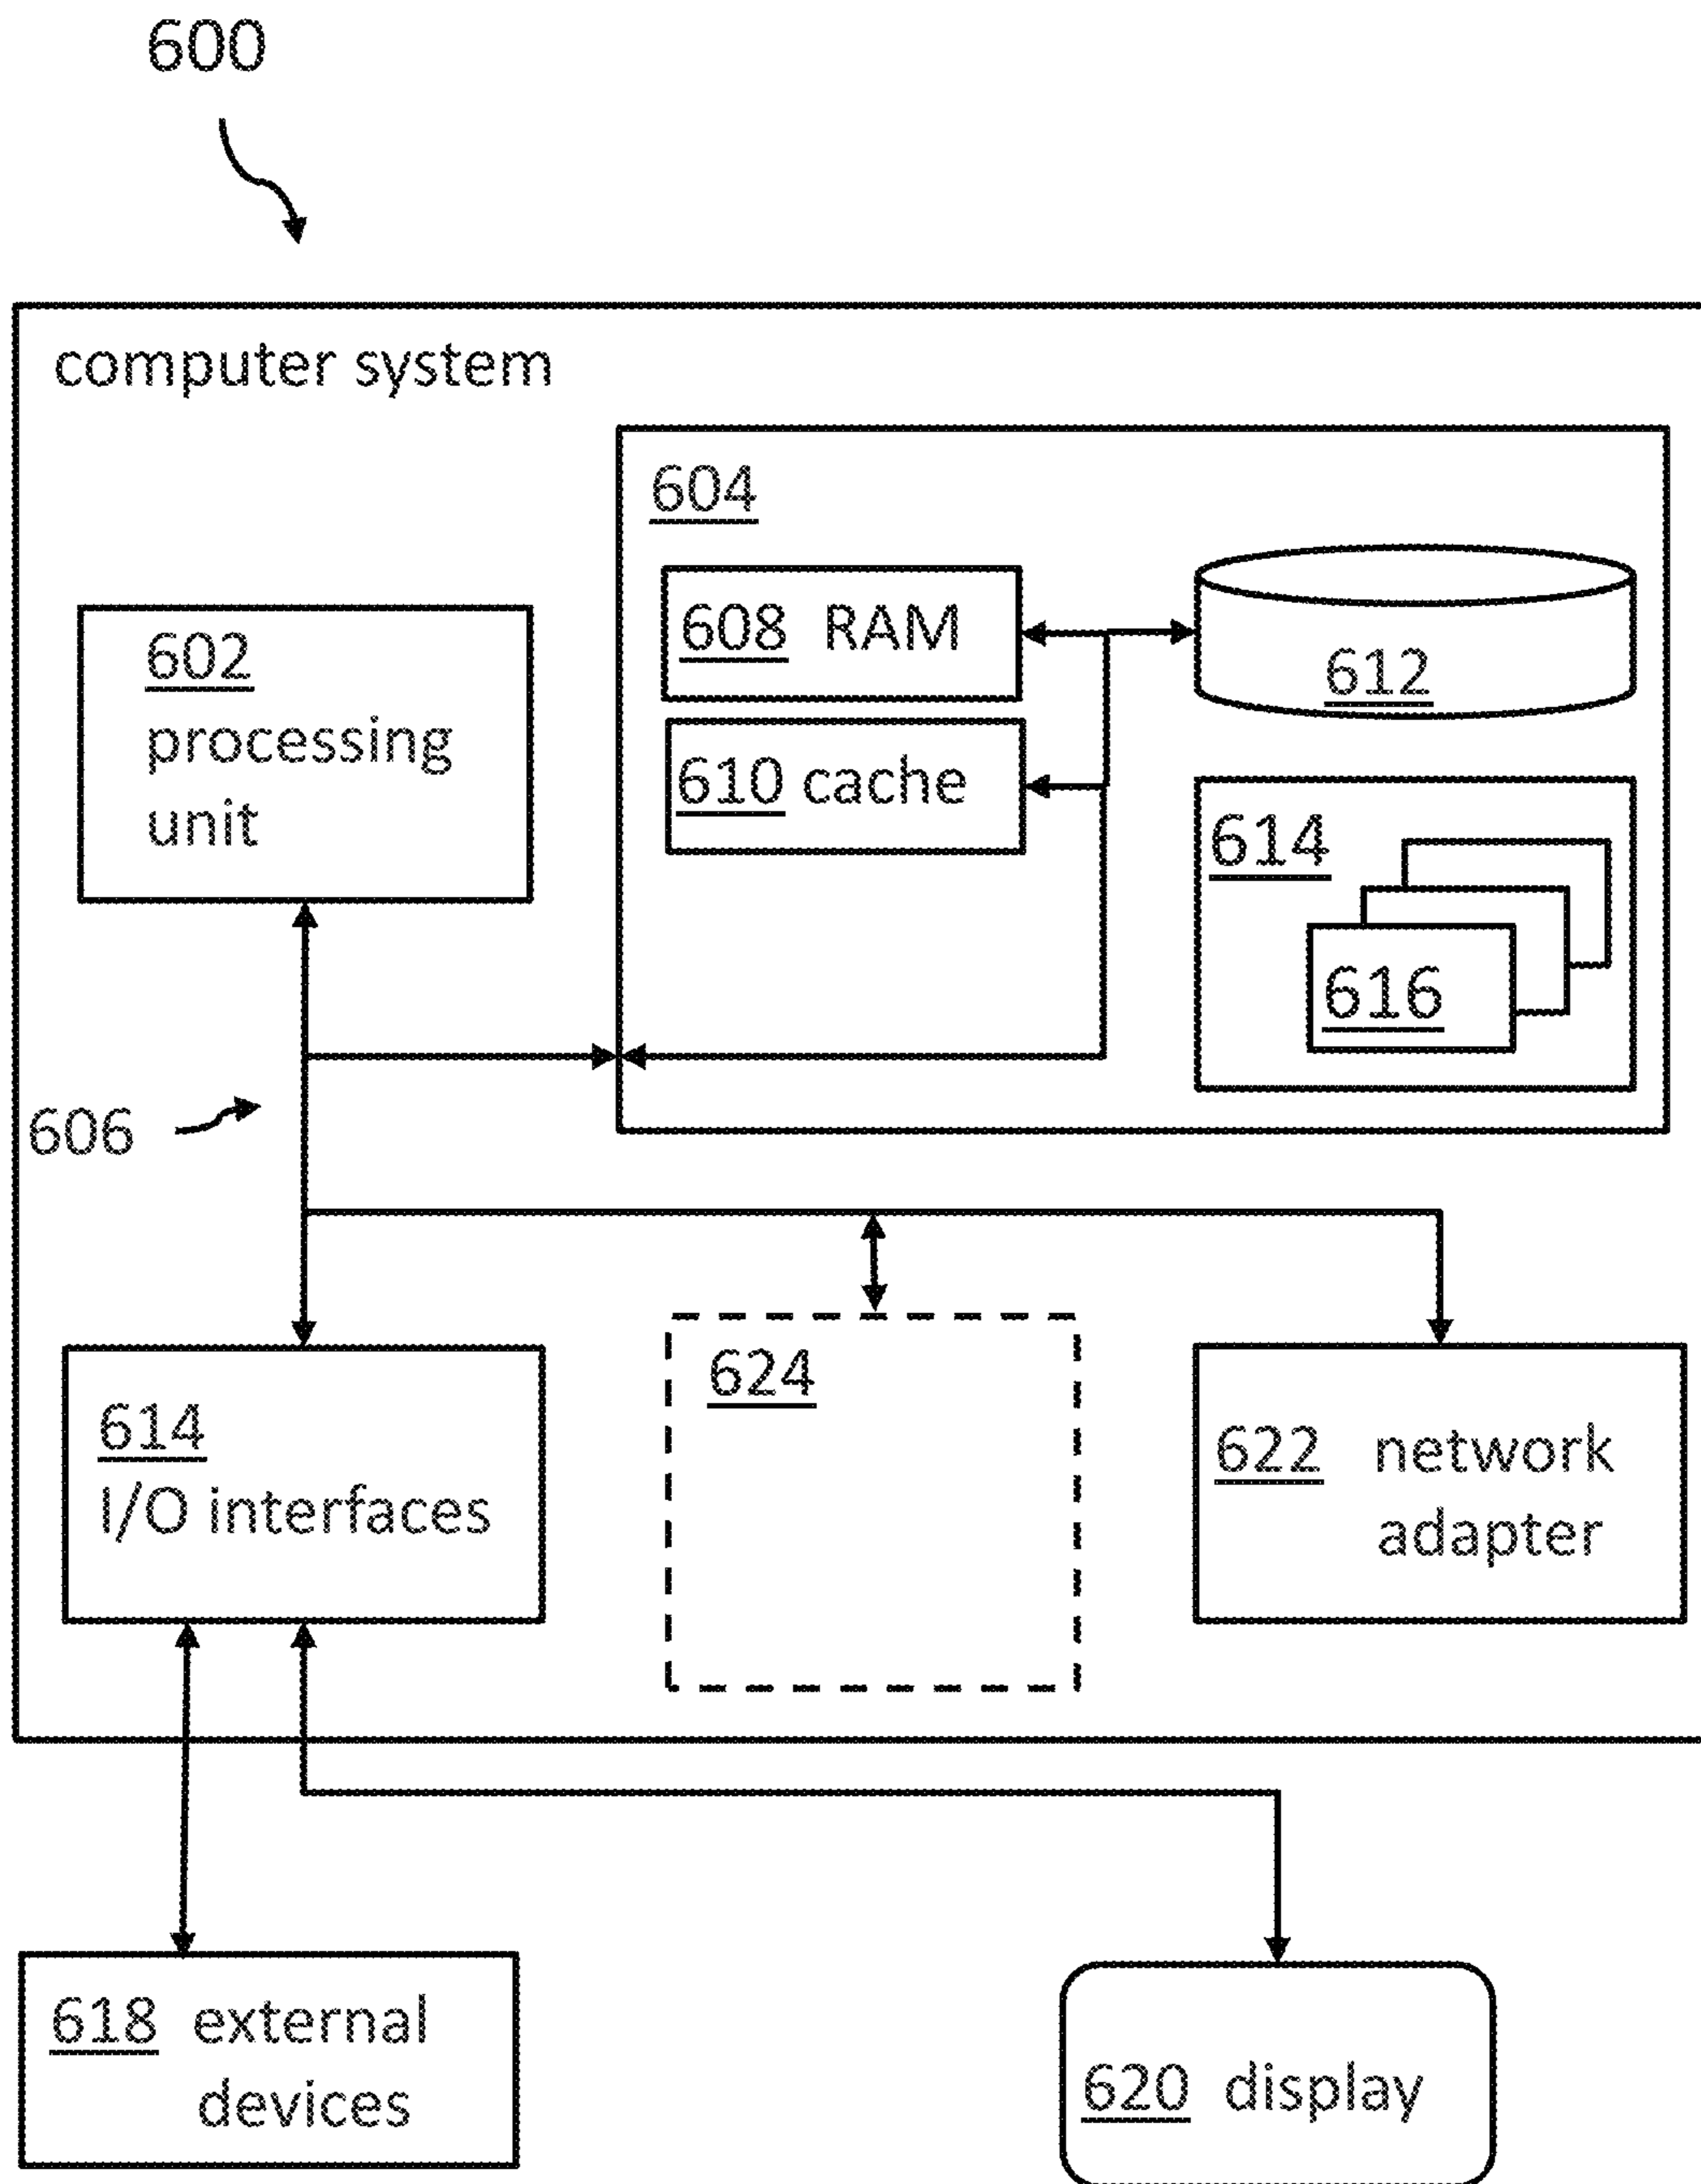 600
computer system
604
608 RAM
612
602
processing
unit
610 cache
614
616
606
614
I/O interfaces
624
622 network
adapter
618 external
devices
620 display